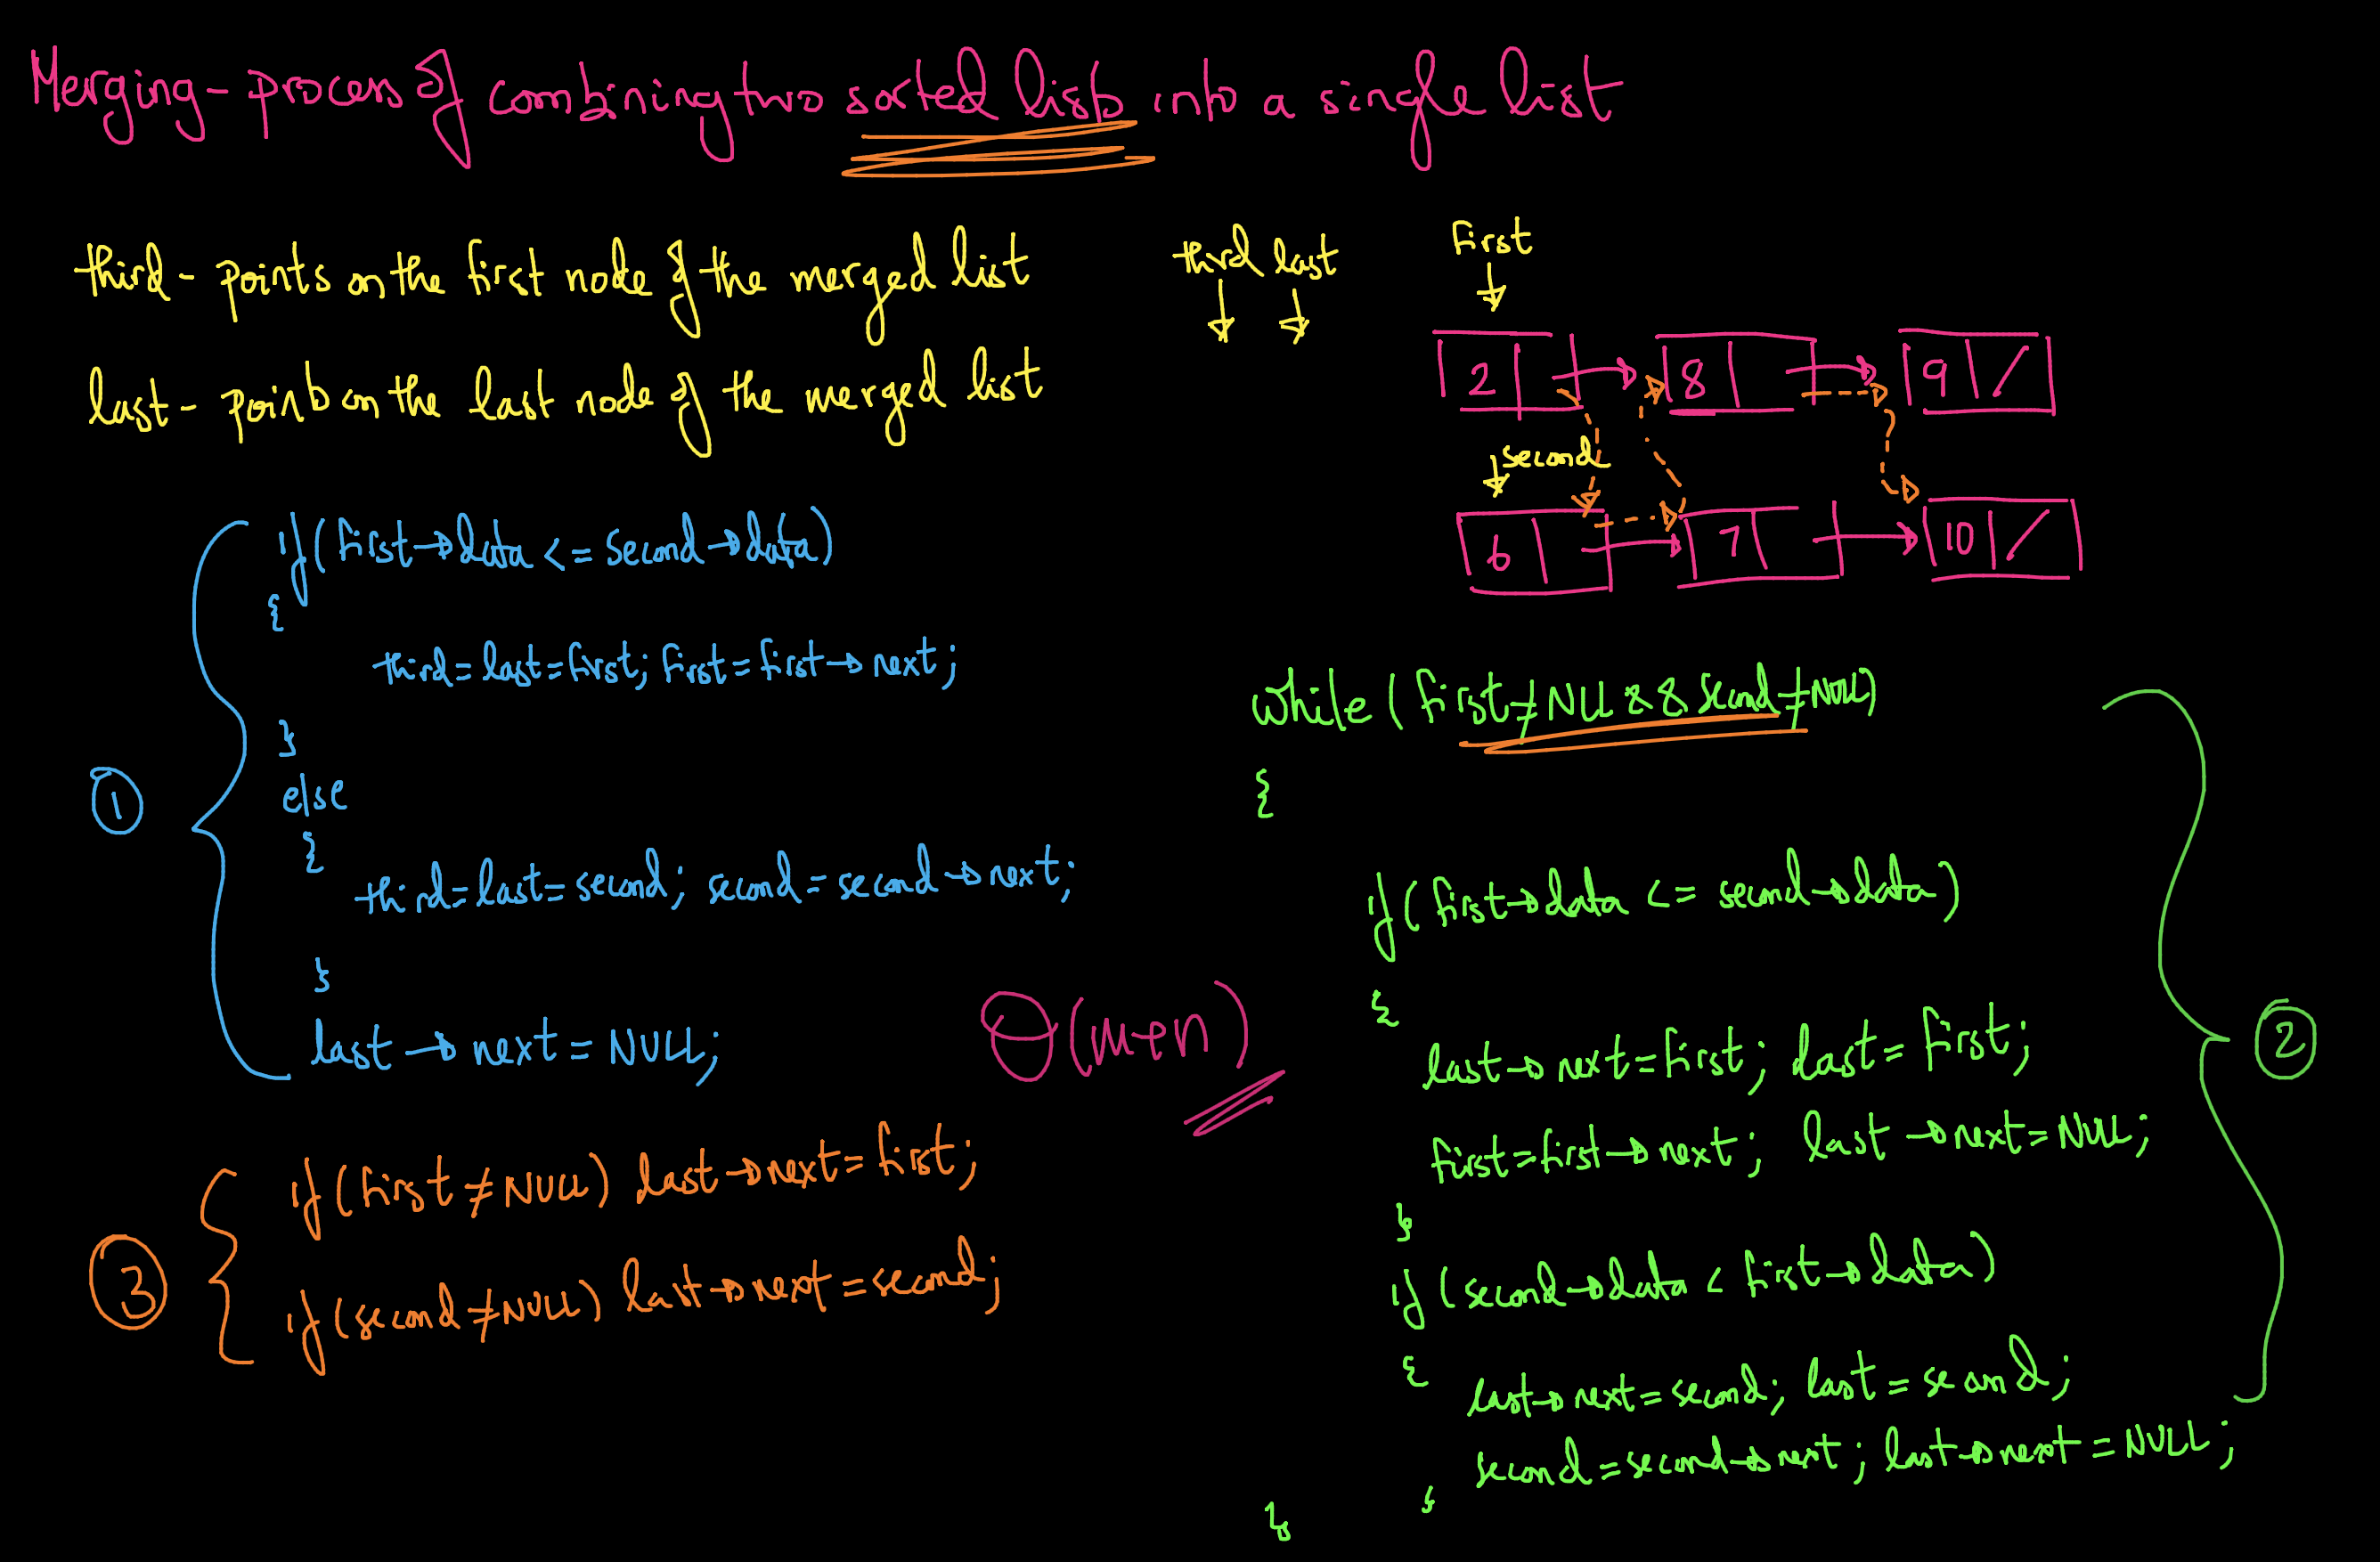 Merging - process of combining two sorted lists into a single list
third - points on the first node of the merged list
last - points on the last node of the merged list
third last
first
2 8 9 /
second
6 7 10 /
①
if (first→data <= second→data)
{
third = last = first; first = first→next;
}
else
{
third = last = second; second = second→next;
}
last → next = NULL;
θ(m+n)
③
if (first ≠ NULL) last→next = first;
if (second ≠ NULL) last→next = second;
②
while (first ≠ NULL && second ≠ NULL)
{
if (first→data <= second→data)
{
last→next = first; last = first;
first = first→next; last→next = NULL;
}
if (second→data < first→data)
{
last→next = second; last = second;
second = second→next; last→next = NULL;
}
}